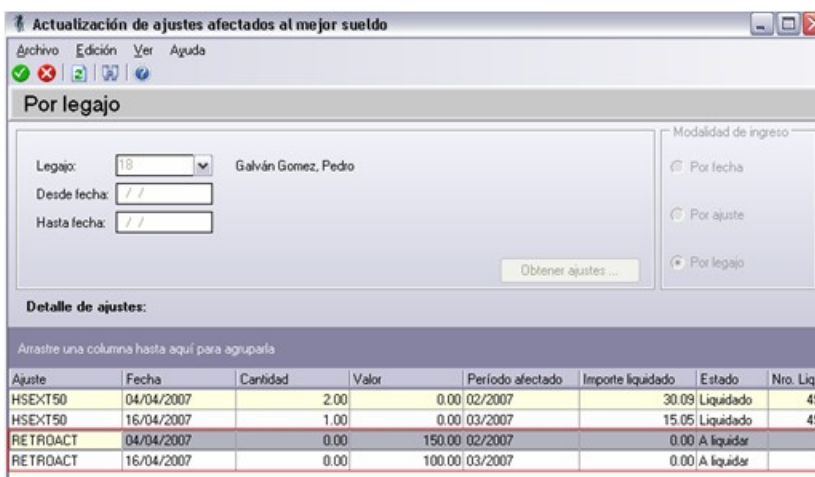 Actualización de ajustes afectados al mejor sueldo
Archivo Edición Ver Ayuda
Por legajo
Modalidad de ingreso
Legajo: 18 Galván Gomez, Pedro
Por fecha
Desde fecha: / /
Hasta fecha: / /
Por ajuste
Obtener ajustes ...
Por legajo
Detalle de ajustes:
Arrastre una columna hasta aquí para agruparla
Ajuste Fecha Cantidad Valor Período afectado Importe liquidado Estado Nro. Liq
HSEXT50 04/04/2007 2.00 0.00 02/2007 30.09 Liquidado
HSEXT50 16/04/2007 1.00 0.00 03/2007 15.05 Liquidado
RETROACT 04/04/2007 0.00 150.00 02/2007 0.00 A liquidar
RETROACT 16/04/2007 0.00 100.00 03/2007 0.00 A liquidar